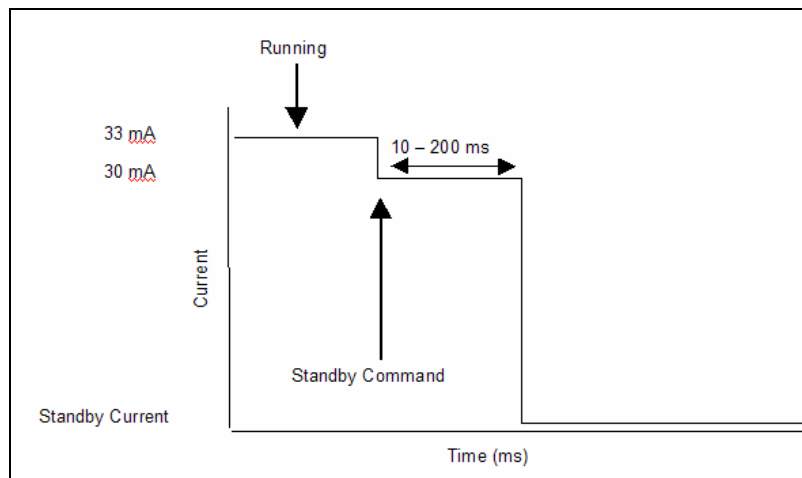 Running
33 mA
10 – 200 ms
30 mA
Current
Standby Command
Standby Current
Time (ms)